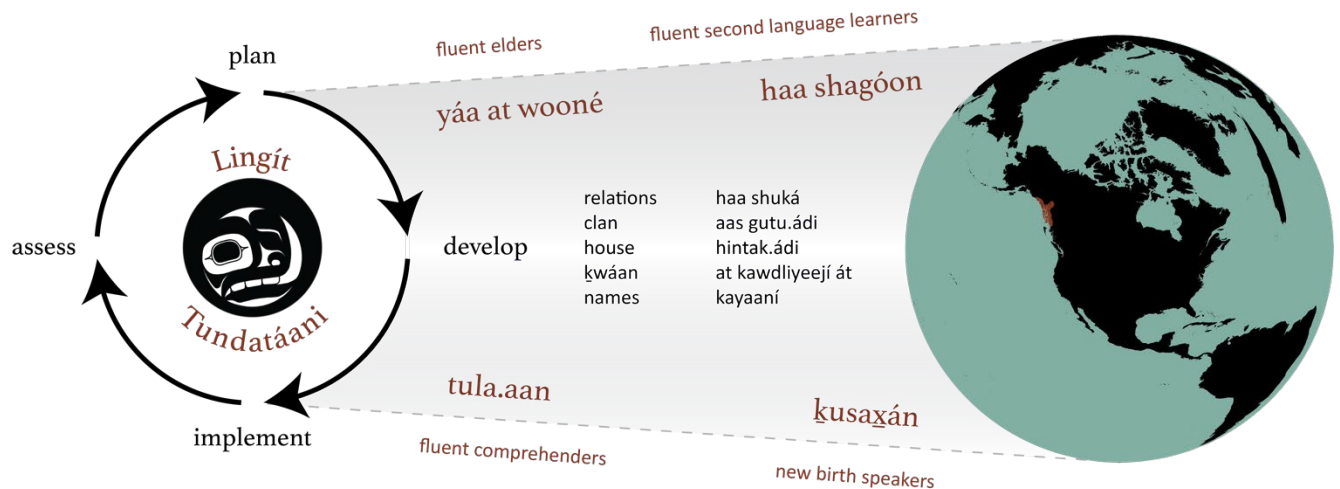 plan
fluent elders
fluent second language learners
yáa at wooné
haa shagóon
Lingít
relations haa shuká
clan aas gutu.ádi
assess
develop
house hintak.ádi
ḵwáan at kawdliyeejí át
names kayaaní
Tundatáani
tula.aan
ḵusax̱án
implement
fluent comprehenders
new birth speakers